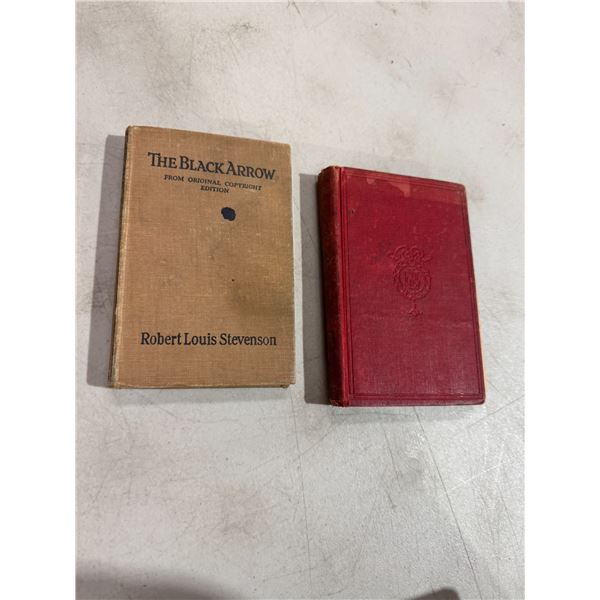 THE BLACK ARROW
FROM ORIGINAL COPYRIGHT
EDITION
Robert Louis Stevenson